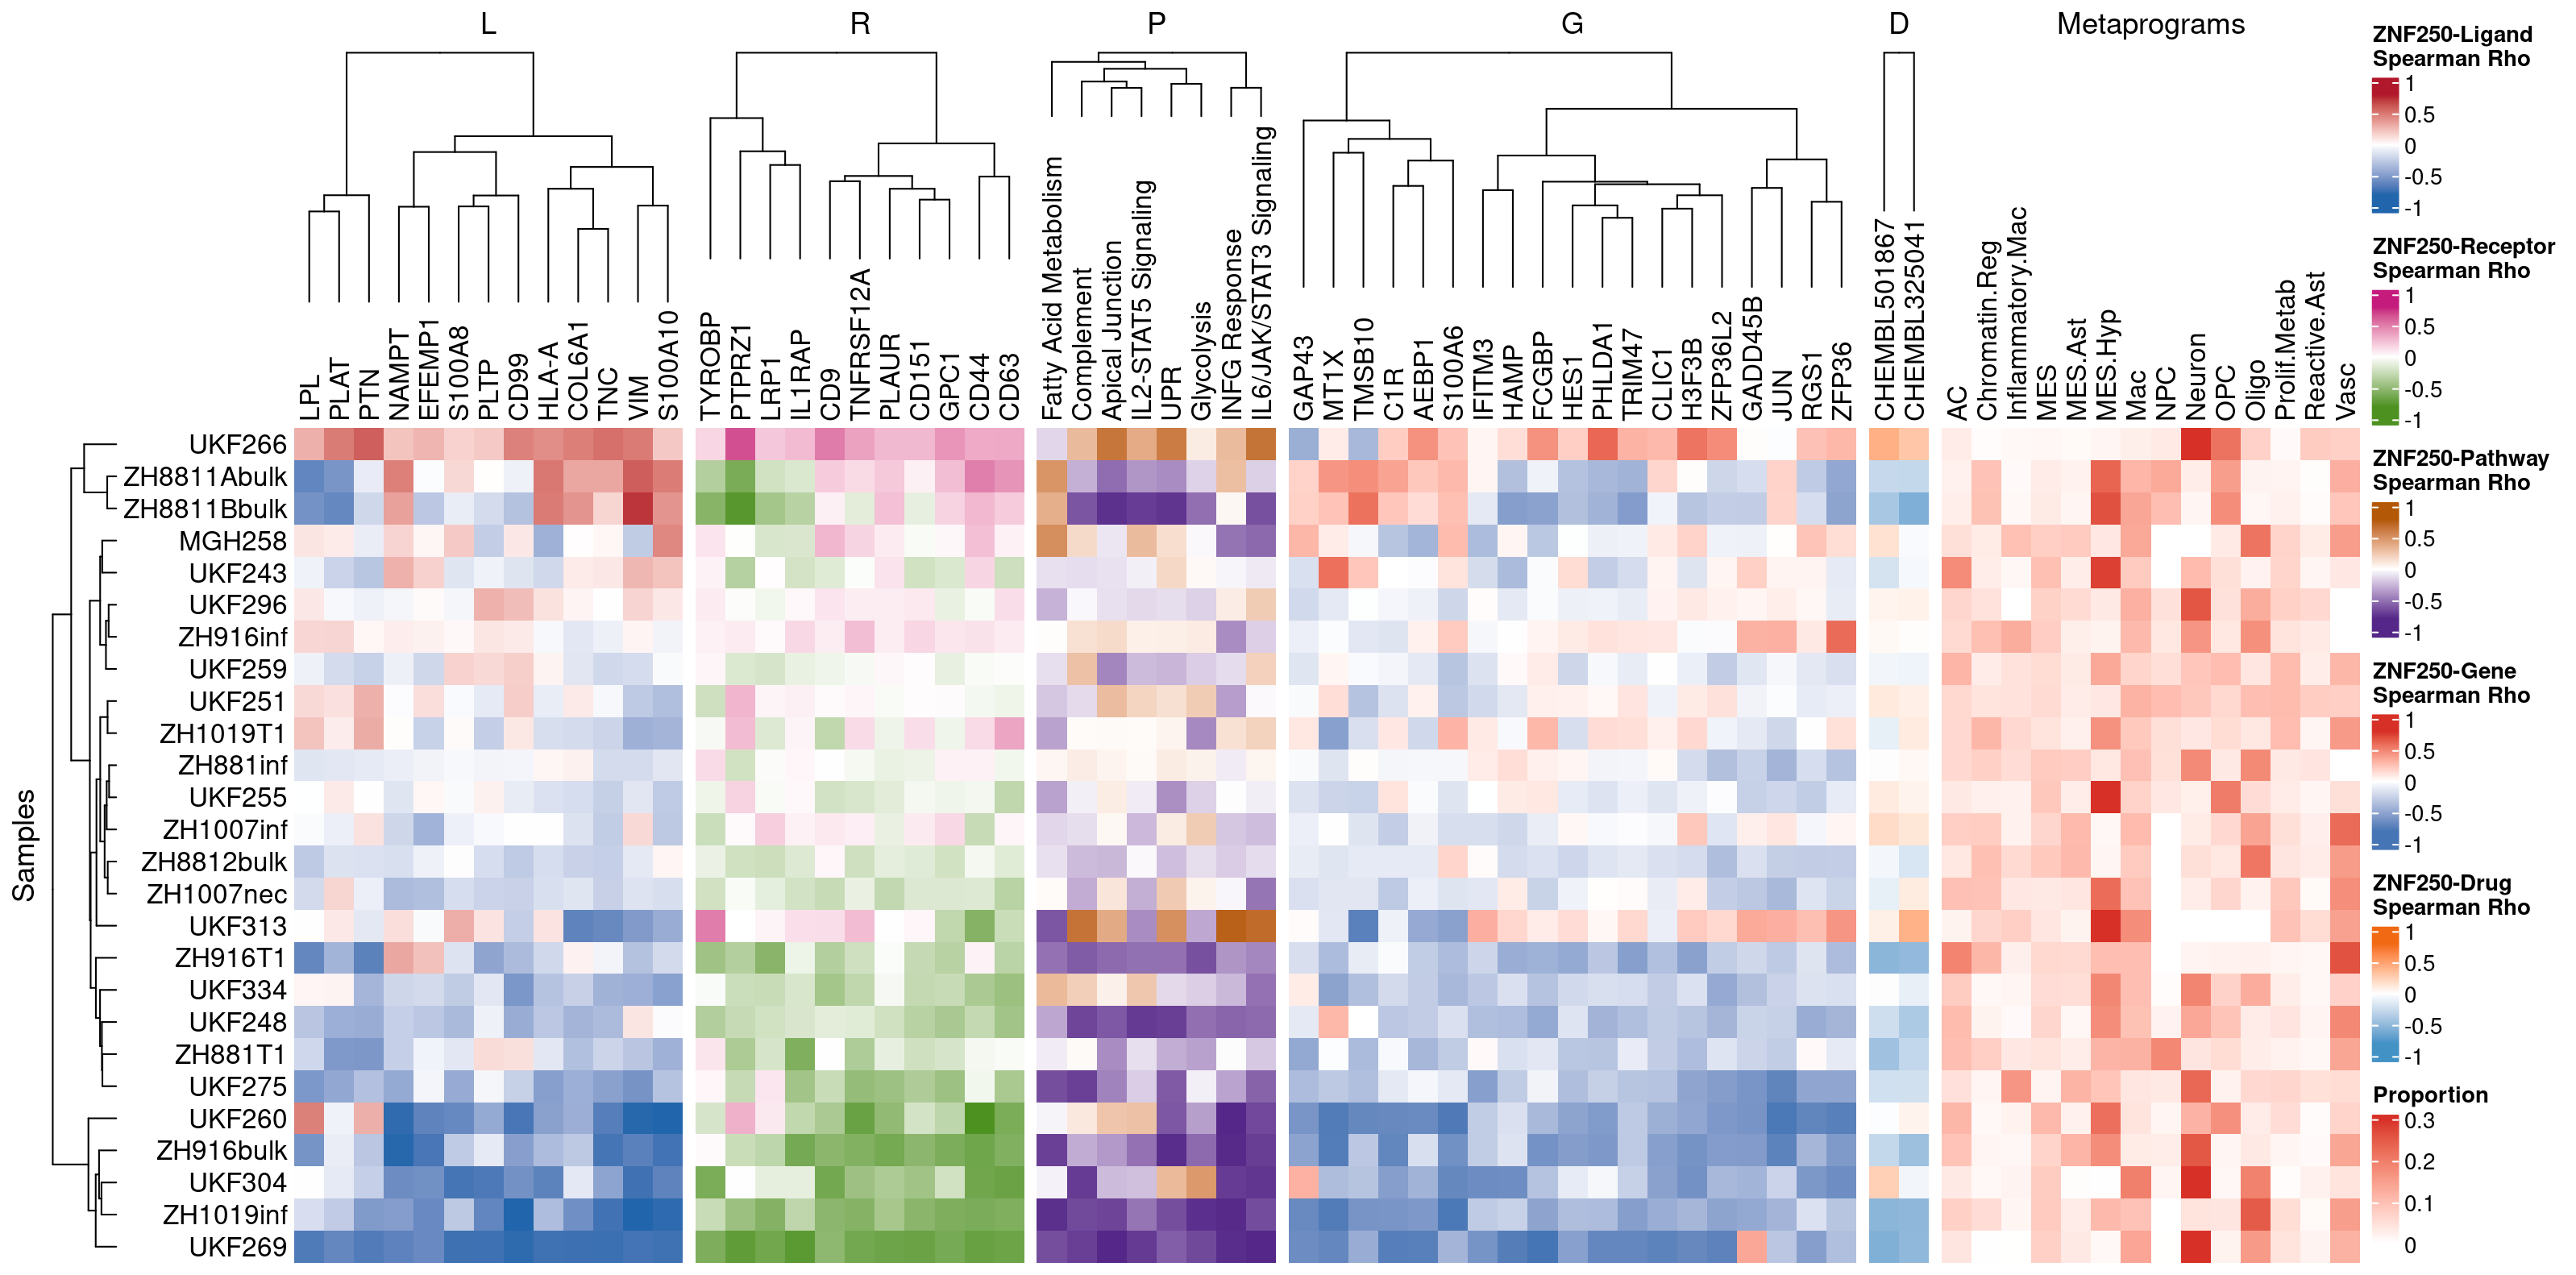 L
R
P
G
D
Metaprograms
LPL
PLAT
PTN
NAMPT
EFEMP1
S100A8
PLTP
CD99
HLA-A
COL6A1
TNC
VIM
S100A10
TYROBP
PTPRZ1
LRP1
IL1RAP
CD9
TNFRSF12A
PLAUR
CD151
GPC1
CD44
CD63
Fatty Acid Metabolism
Complement
Apical Junction
IL2-STAT5 Signaling
UPR
Glycolysis
INFG Response
IL6/JAK/STAT3 Signaling
GAP43
MT1X
TMSB10
C1R
AEBP1
S100A6
IFITM3
HAMP
FCGBP
HES1
PHLDA1
TRIM47
CLIC1
H3F3B
ZFP36L2
GADD45B
JUN
RGS1
ZFP36
CHEMBL501867
CHEMBL325041
AC
Chromatin.Reg
Inflammatory.Mac
MES
MES.Ast
MES.Hyp
Mac
NPC
Neuron
OPC
Oligo
Prolif.Metab
Reactive.Ast
Vasc
Samples
UKF266
ZH8811Abulk
ZH8811Bbulk
MGH258
UKF243
UKF296
ZH916inf
UKF259
UKF251
ZH1019T1
ZH881inf
UKF255
ZH1007inf
ZH8812bulk
ZH1007nec
UKF313
ZH916T1
UKF334
UKF248
ZH881T1
UKF275
UKF260
ZH916bulk
UKF304
ZH1019inf
UKF269
ZNF250-Ligand
Spearman Rho
1
0.5
0
-0.5
-1
ZNF250-Receptor
Spearman Rho
1
0.5
0
-0.5
-1
ZNF250-Pathway
Spearman Rho
1
0.5
0
-0.5
-1
ZNF250-Gene
Spearman Rho
1
0.5
0
-0.5
-1
ZNF250-Drug
Spearman Rho
1
0.5
0
-0.5
-1
Proportion
0.3
0.2
0.1
0